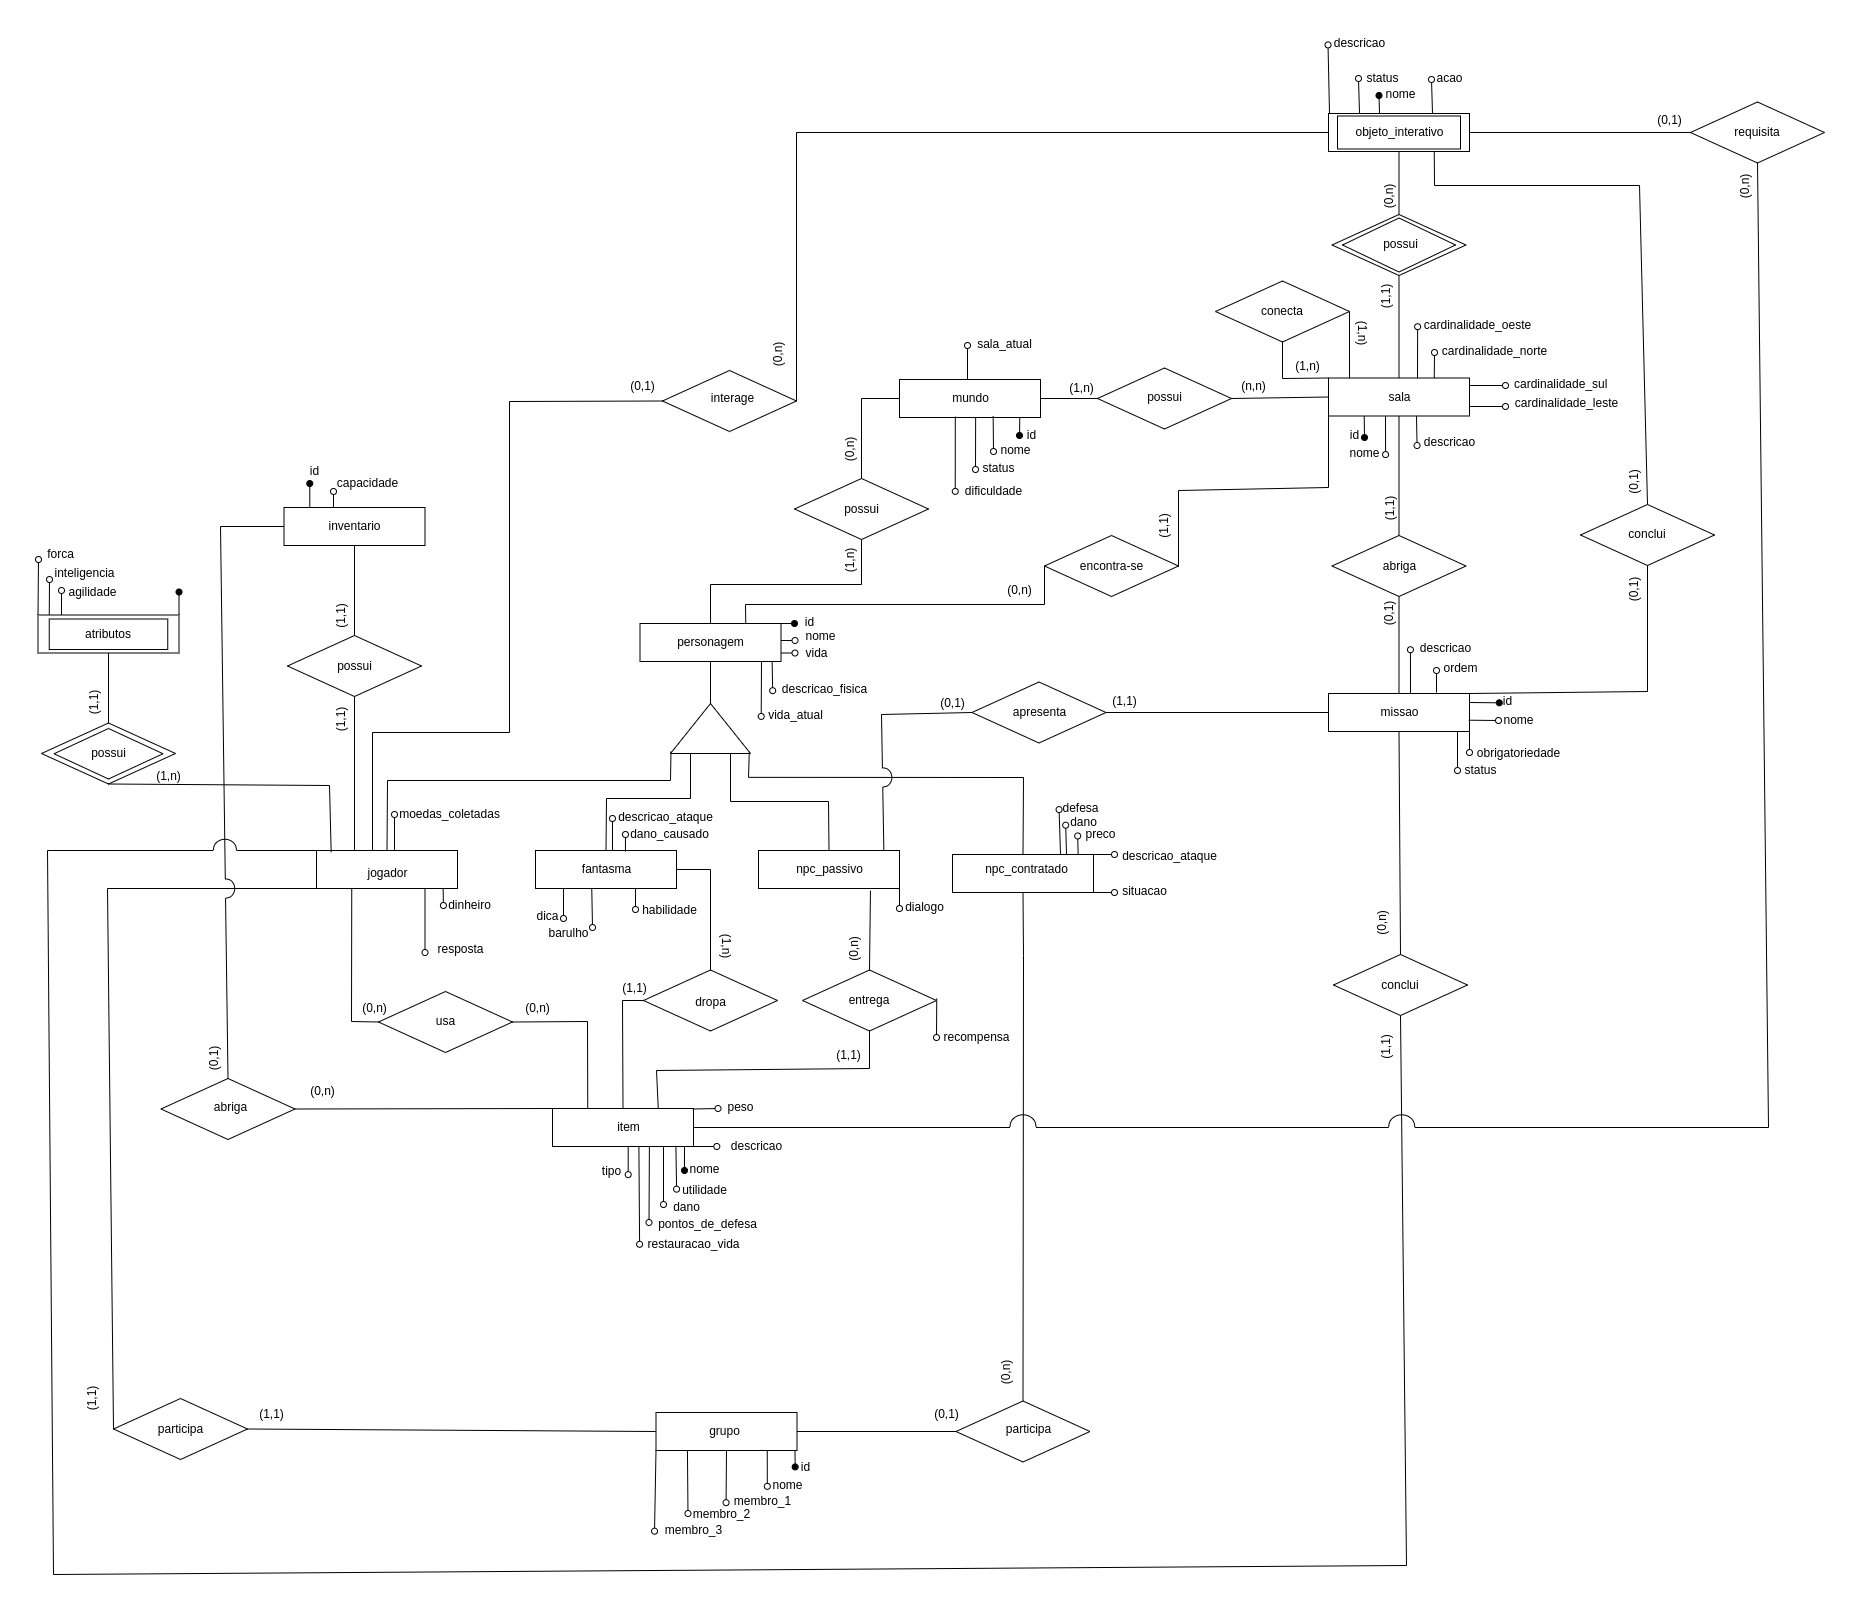 descricao
status
acao
nome
objeto_interativo
(0,1)
requisita
(0,n)
(0,n)
possui
(1,1)
conecta
(1,n)
(1,n)
cardinalidade_oeste
cardinalidade_norte
cardinalidade_sul
cardinalidade_leste
sala
id
nome
descricao
(n,n)
possui
(1,n)
sala_atual
mundo
id
nome
status
dificuldade
(0,n)
interage
(0,1)
(0,n)
possui
(1,n)
(1,1)
encontra-se
(0,n)
(1,1)
abriga
(0,1)
(0,1)
conclui
(0,1)
id
capacidade
inventario
forca
inteligencia
agilidade
atributos
(1,1)
possui
(1,1)
(1,1)
possui
(1,n)
personagem
id
nome
vida
descricao_fisica
vida_atual
(0,1)
apresenta
(1,1)
descricao
ordem
missao
id
nome
obrigatoriedade
status
moedas_coletadas
jogador
dinheiro
resposta
descricao_ataque
dano_causado
fantasma
dica
barulho
habilidade
npc_passivo
dialogo
defesa
dano
preco
npc_contratado
descricao_ataque
situacao
(0,n)
usa
(0,n)
(1,n)
(1,1)
dropa
(0,n)
entrega
recompensa
(1,1)
(0,n)
conclui
(1,1)
(0,1)
abriga
(0,n)
item
peso
descricao
tipo
nome
utilidade
dano
pontos_de_defesa
restauracao_vida
(1,1)
participa
(1,1)
grupo
(0,1)
(0,n)
participa
id
nome
membro_1
membro_2
membro_3